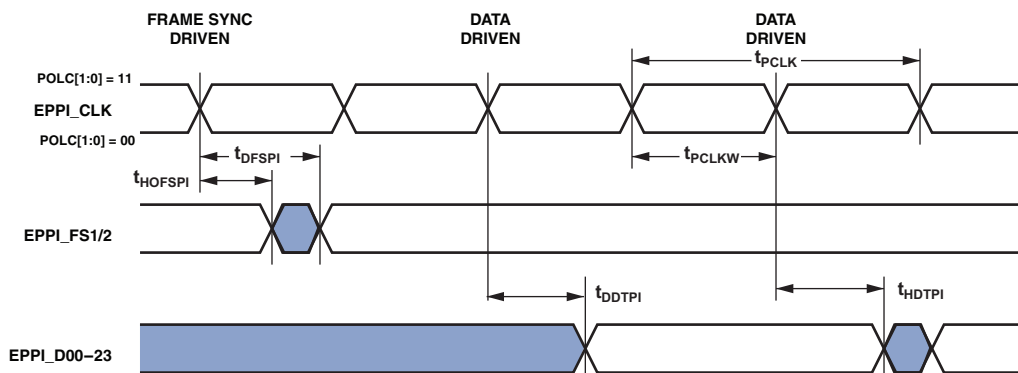 FRAME SYNC
DRIVEN
DATA
DRIVEN
DATA
DRIVEN
tPCLK
POLC[1:0] = 11
EPPI_CLK
POLC[1:0] = 00
tDFSPI
tPCLKW
tHOFSPI
EPPI_FS1/2
tDDTPI
tHDTPI
EPPI_D00–23